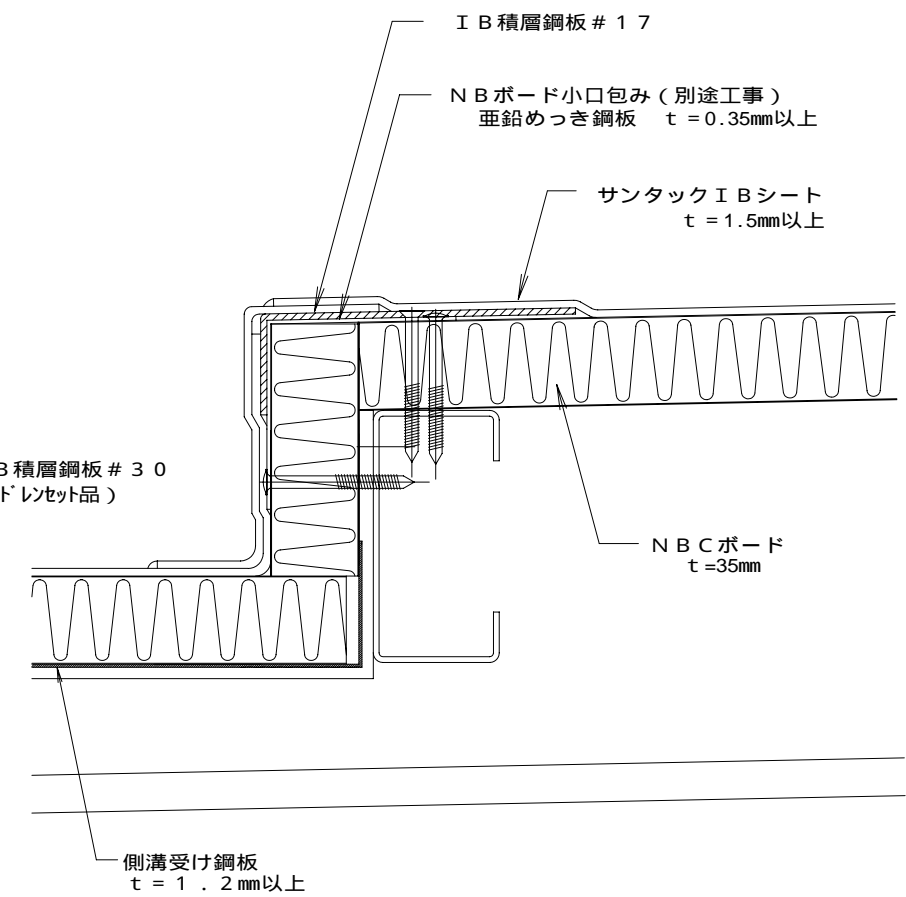 ＩＢ積層鋼板＃１７
ＮＢボード小口包み（別途工事）
亜鉛めっき鋼板　ｔ＝0.35mm以上
サンタックＩＢシート
ｔ＝1.5mm以上
Ｂ積層鋼板＃３０
ドレンセット品）
ＮＢＣボード
ｔ=35mm
側溝受け鋼板
ｔ＝１．２mm以上